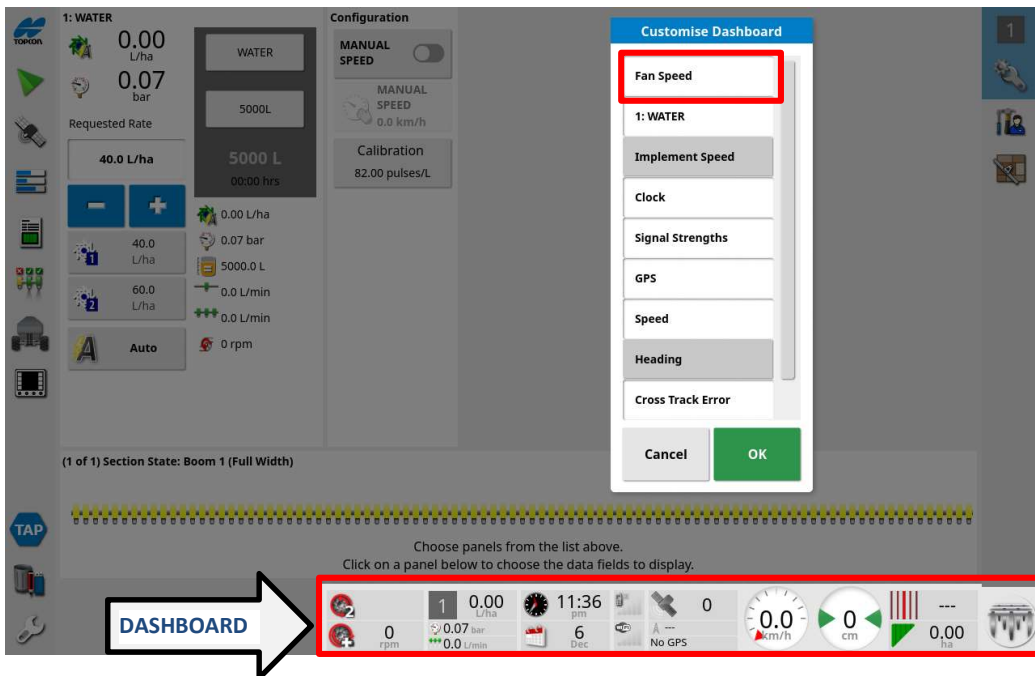 TOPCON
1: WATER
0.00
L/ha
0.07
bar
Requested Rate
40.0 L/ha
40.0
L/ha
60.0
L/ha
Auto
WATER
5000L
5000 L
00:00 hrs
0.00 L/ha
0.07 bar
5000.0 L
0.0 L/min
0.0 L/min
0 rpm
Configuration
MANUAL
SPEED
MANUAL
SPEED
0.0 km/h
Calibration
82.00 pulses/L
Customise Dashboard
Fan Speed
1: WATER
Implement Speed
Clock
Signal Strengths
GPS
Speed
Heading
Cross Track Error
Cancel
OK
1
(1 of 1) Section State: Boom 1 (Full Width)
TAP
Choose panels from the list above.
Click on a panel below to choose the data fields to display.
DASHBOARD
2
0
rpm
1
0.00
L/ha
0.07 bar
0.0 L/min
11:36
pm
6
Dec
0
A ---
No GPS
0.0
km/h
0
cm
---
0.00
ha